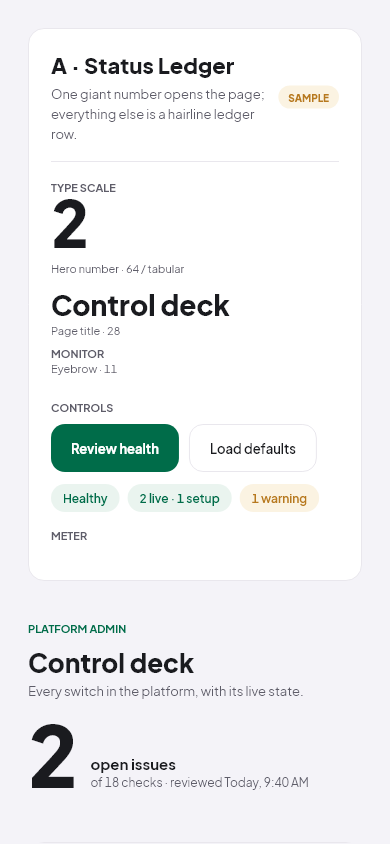 A · Status Ledger
One giant number opens the page;
everything else is a hairline ledger
row.
SAMPLE
TYPE SCALE
2
Hero number · 64 / tabular
Control deck
Page title · 28
MONITOR
Eyebrow · 11
CONTROLS
Review health
Load defaults
Healthy
2 live · 1 setup
1 warning
METER
PLATFORM ADMIN
Control deck
Every switch in the platform, with its live state.
2
open issues
of 18 checks · reviewed Today, 9:40 AM